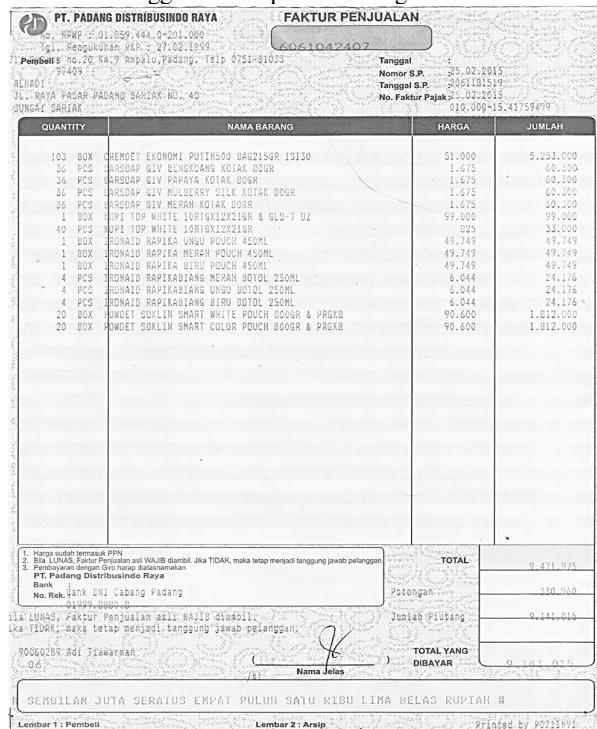 PT. PADANG DISTRIBUSINDO RAYA
FAKTUR PENJUALAN
No. NPWP : 01.859.444.0-201.000
Tgl. Pengukuhan PKP : 27.02.1999
6061042407
no.20 Km.9 Ampalu,Padang. Telp 0751-61033
Pembeli :
97409
ALHADI
JL. RAYA PASAR PADANG SARIAK NO. 40
SUNGAI SARIAK
Tanggal :
Nomor S.P. : 25.02.2015
Tanggal S.P. : 2061181519
No. Faktur Pajak : 25.02.2015
010.000-15.41759499
QUANTITY NAMA BARANG HARGA JUMLAH
103 BOX CREMDET EKONOMI PUTIH500 BAG215GR ISI30 51.000 5.253.000
36 PCS BARSOAP GIV BENGKOANG KOTAK 80GR 1.675 60.300
36 PCS BARSOAP GIV PAPAYA KOTAK 80GR 1.675 60.300
36 PCS BARSOAP GIV MULBERRY SILK KOTAK 80GR 1.675 60.300
36 PCS BARSOAP GIV MERAH KOTAK 80GR 1.675 60.300
1 BOX KOPI TOP WHITE 10RTGX12X21GR & GLS-7 OZ 99.000 99.000
40 PCS KOPI TOP WHITE 10RTGX12X21GR 825 33.000
1 BOX IRONAID RAPIKA UNGU POUCH 450ML 49.749 49.749
1 BOX IRONAID RAPIKA MERAH POUCH 450ML 49.749 49.749
1 BOX IRONAID RAPIKA BIRU POUCH 450ML 49.749 49.749
4 PCS IRONAID RAPIKABIANG MERAH BOTOL 250ML 6.044 24.176
4 PCS IRONAID RAPIKABIANG UNGU BOTOL 250ML 6.044 24.176
4 PCS IRONAID RAPIKABIANG BIRU BOTOL 250ML 6.044 24.176
20 BOX POWDET SOKLIN SMART WHITE POUCH 800GR & PRGKB 90.600 1.812.000
20 BOX POWDET SOKLIN SMART COLOR POUCH 800GR & PRGKB 90.600 1.812.000
1. Harga sudah termasuk PPN
2. Bila LUNAS, Faktur Penjualan asli WAJIB diambil. Jika TIDAK, maka tetap menjadi tanggung jawab pelanggan.
3. Pembayaran dengan Giro harap diatasnamakan
PT. Padang Distribusindo Raya
Bank :
No. Rek. Bank BNI Cabang Padang
01999.0880.8
TOTAL 9.471.975
Potongan 330.960
ila LUNAS, Faktur Penjualan asli WAJIB diambil.
ika TIDAK, maka tetap menjadi tanggung jawab pelanggan.
Jumlah Piutang 9.141.015
90060289 Adi Tiawarman
06
Nama Jelas
TOTAL YANG DIBAYAR 9.141.015
# SEMBILAN JUTA SERATUS EMPAT PULUH SATU RIBU LIMA BELAS RUPIAH #
Lembar 1 : Pembeli
Lembar 2 : Arsip
Printed by PO71INV1